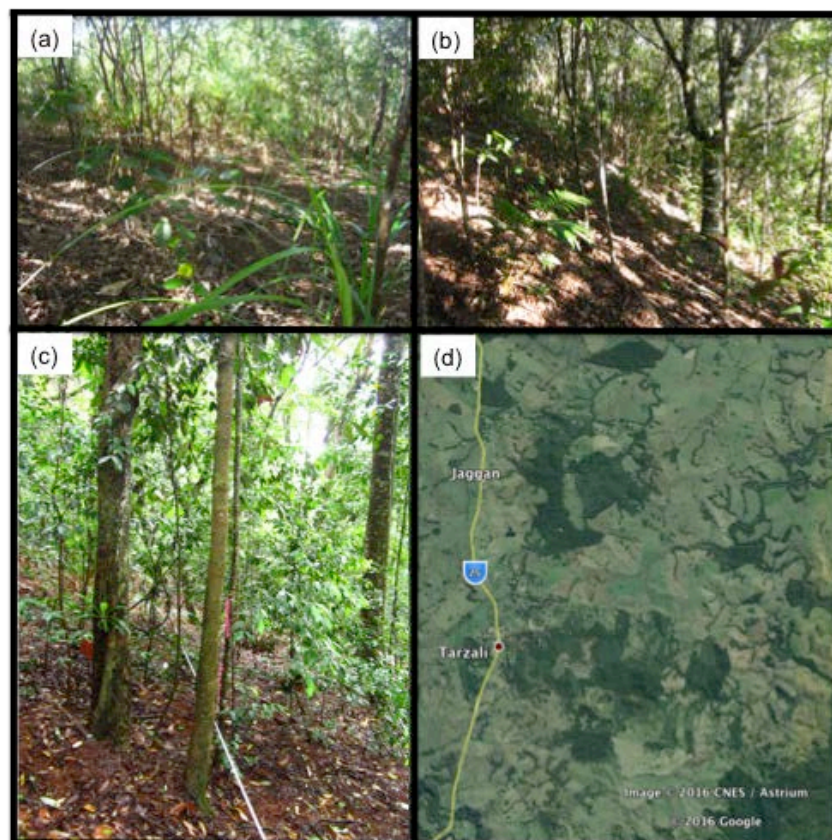 (a)
(b)
(c)
(d)
Jaggan
Tarzali
Image © 2016 CNES / Astrium
© 2016 Google